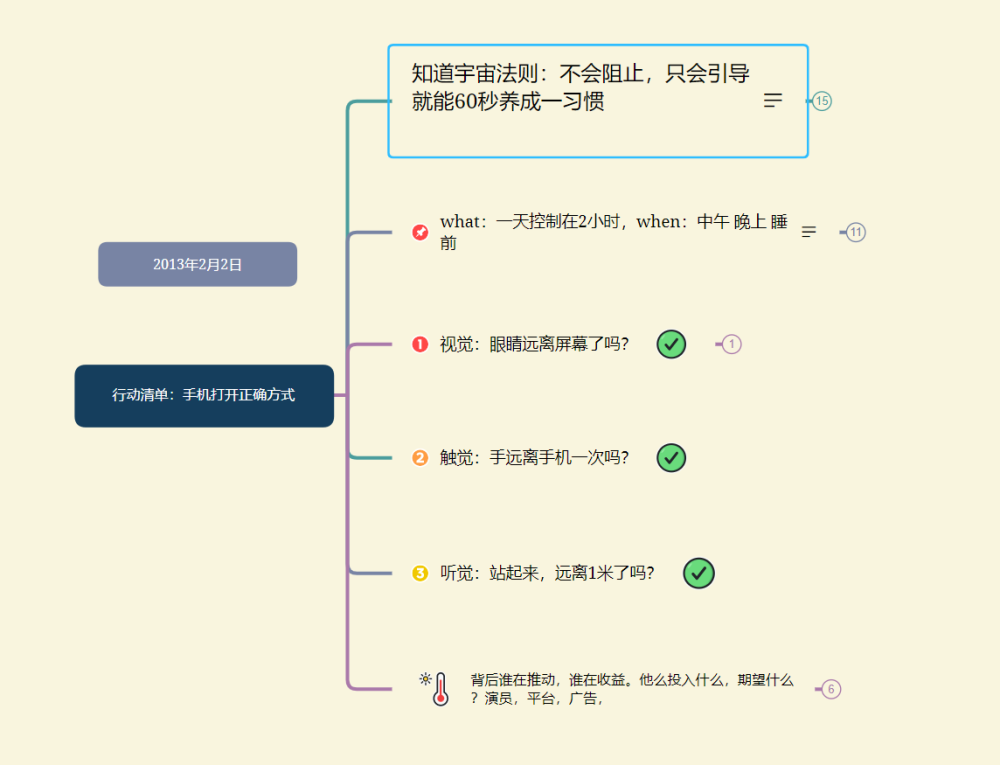 知道宇宙法则：不会阻止，只会引导
就能60秒养成一习惯
15
what：一天控制在2小时，when：中午 晚上 睡
前
11
2013年2月2日
1 视觉：眼睛远离屏幕了吗？
1
行动清单：手机打开正确方式
2 触觉：手远离手机一次吗？
3 听觉：站起来，远离1米了吗？
背后谁在推动，谁在收益。他么投入什么，期望什么
？演员，平台，广告，
6